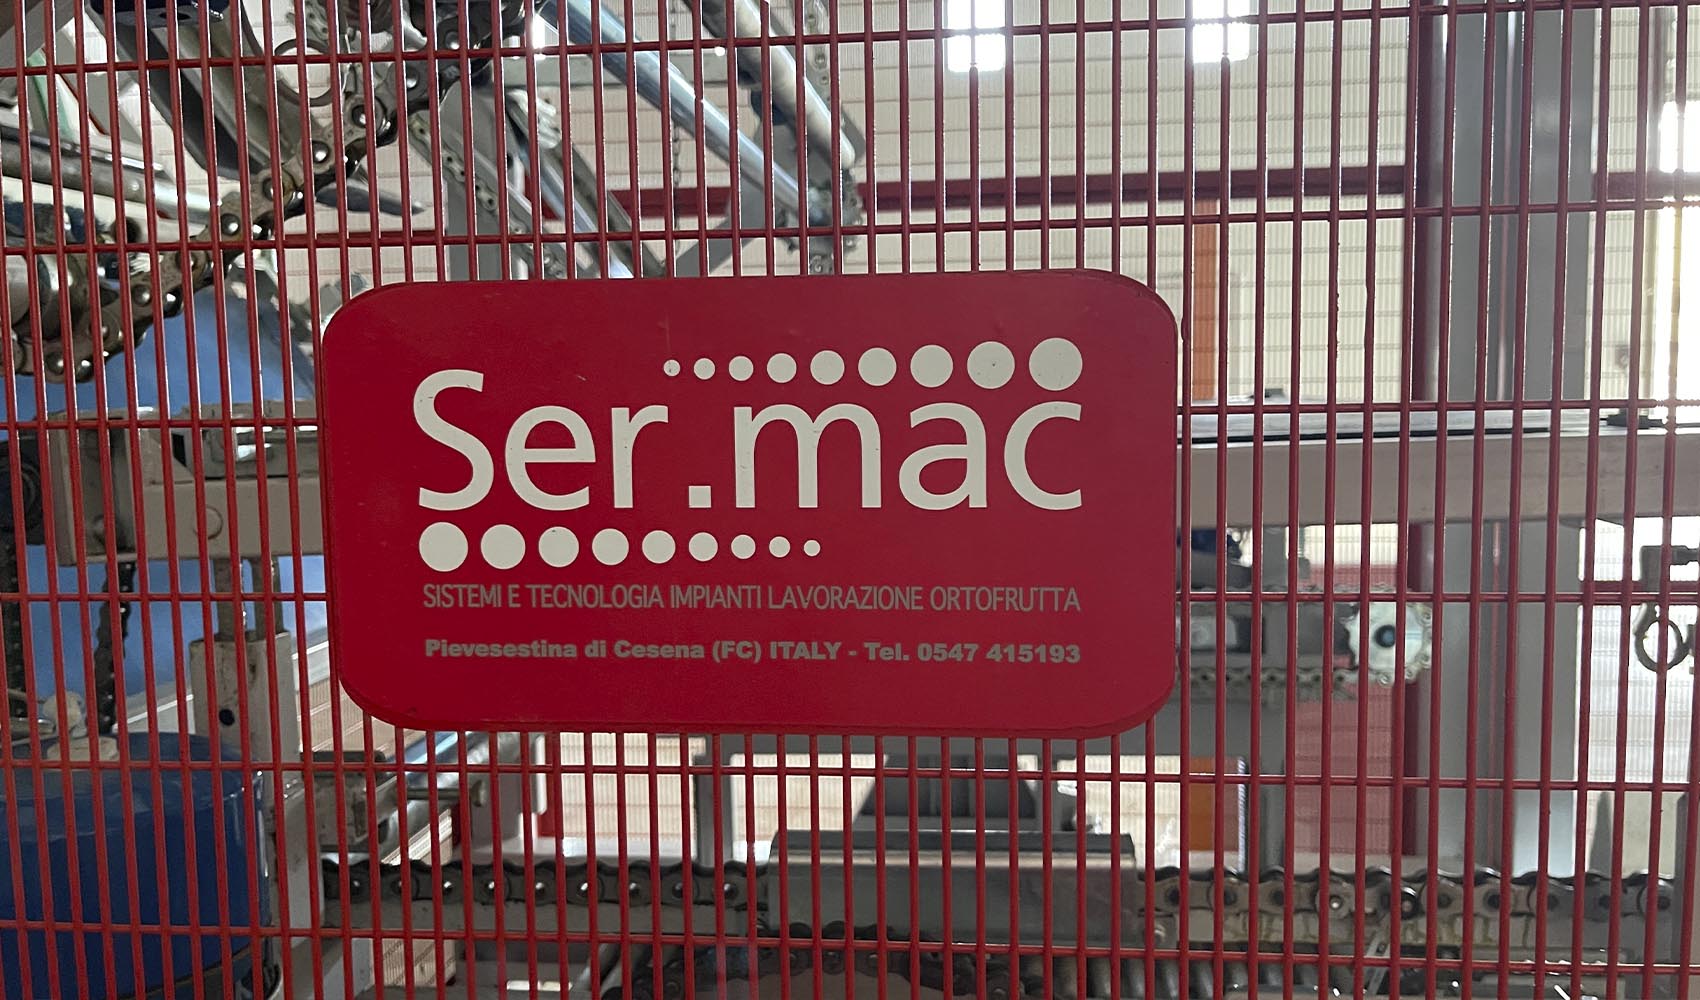 Ser.mac
SISTEMI E TECNOLOGIA IMPIANTI LAVORAZIONE ORTOFRUTTA
Pievesestina di Cesena (FC) ITALY - Tel. 0547 415193